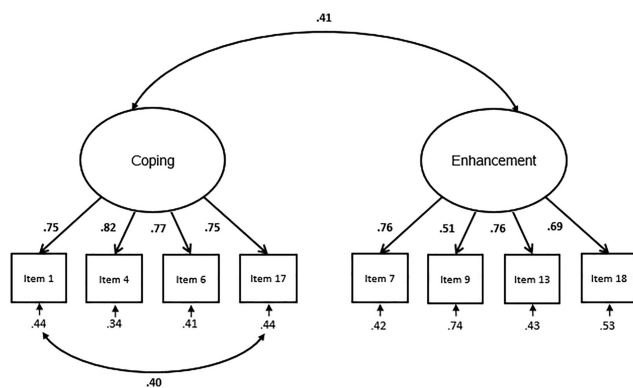 .41
Coping Enhancement
.75 .82 .77 .75 .76 .51 .76 .69
Item 1 Item 4 Item 6 Item 17 Item 7 Item 9 Item 13 Item 18
.44 .34 .41 .44 .42 .74 .43 .53
.40